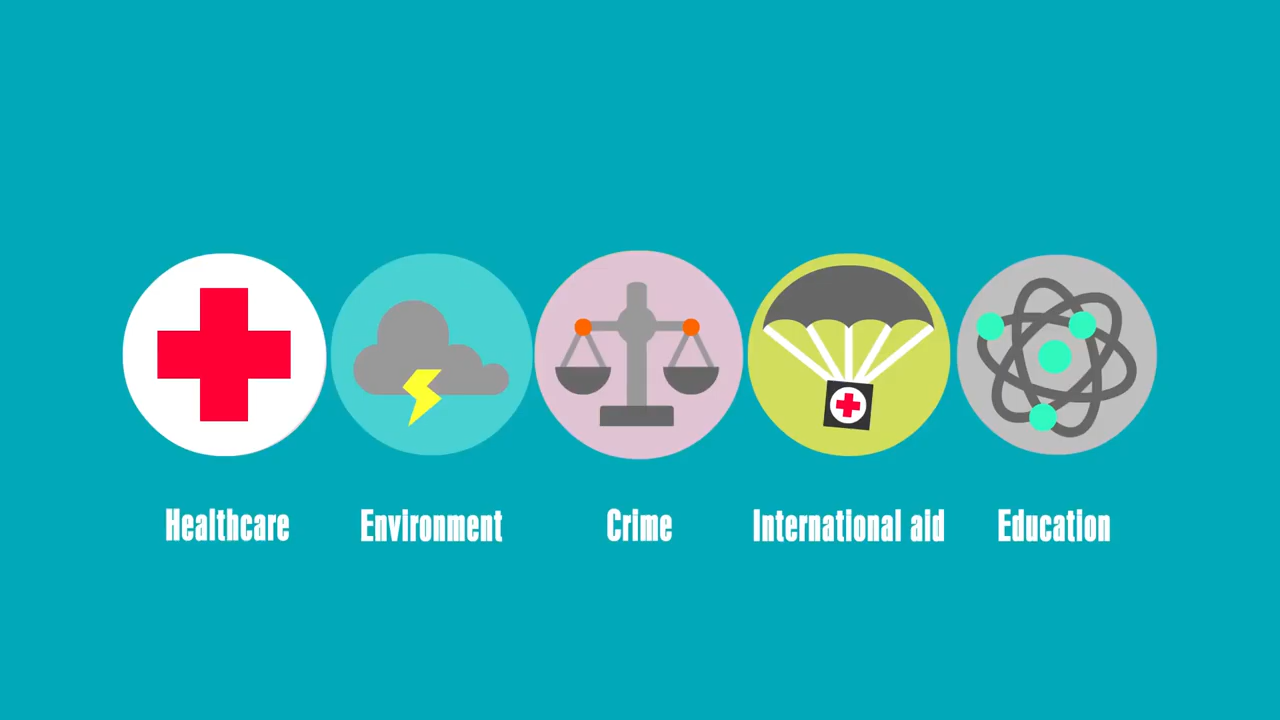 Healthcare
Environment
Crime
International aid
Education